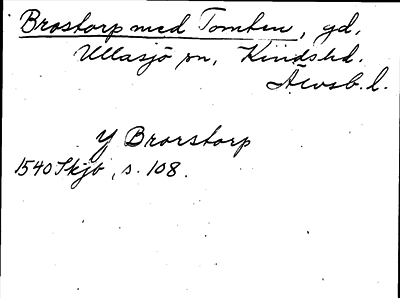 Brostorp med Tomten, gd,
Ullasjö sn, Kindshd.
Älvsb. l.
Y Brorstorp
1540 Skjb, s. 108.